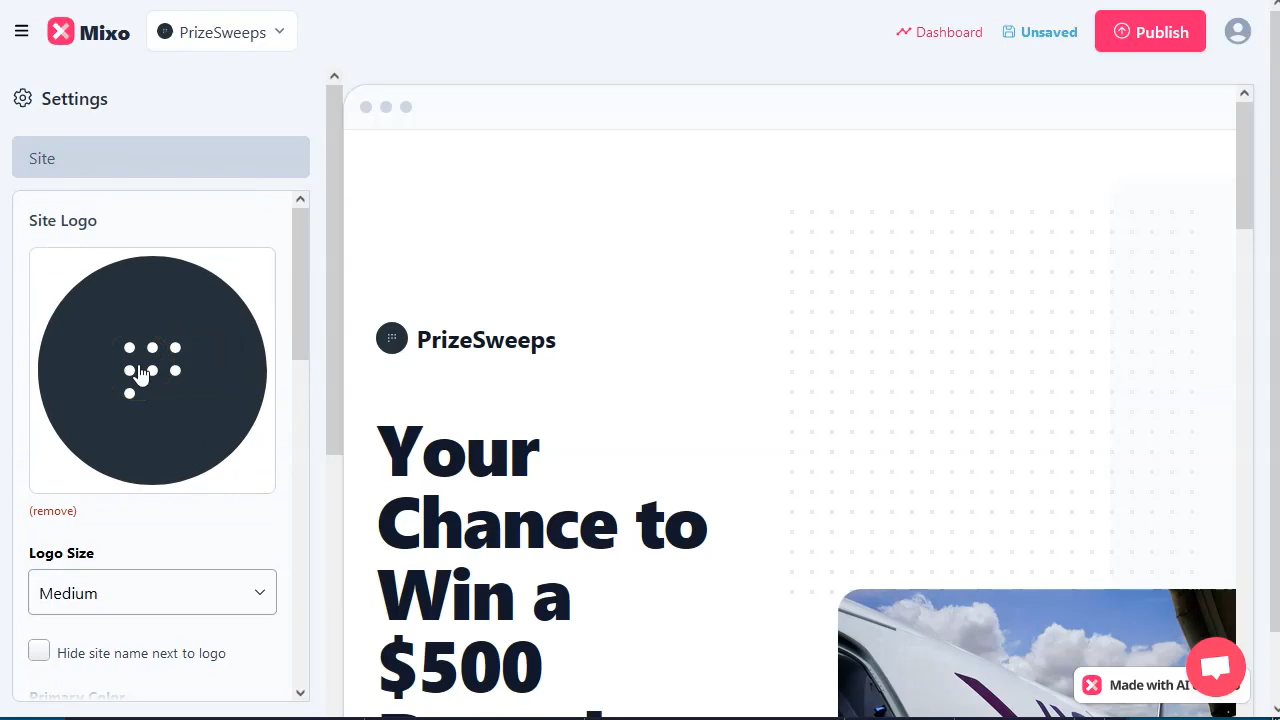 Mixo
PrizeSweeps
Dashboard
Unsaved
Publish
Settings
Site
Site Logo
(remove)
Logo Size
Medium
Hide site name next to logo
Primary Color
PrizeSweeps
Your
Chance to
Win a
$500
Made with AI